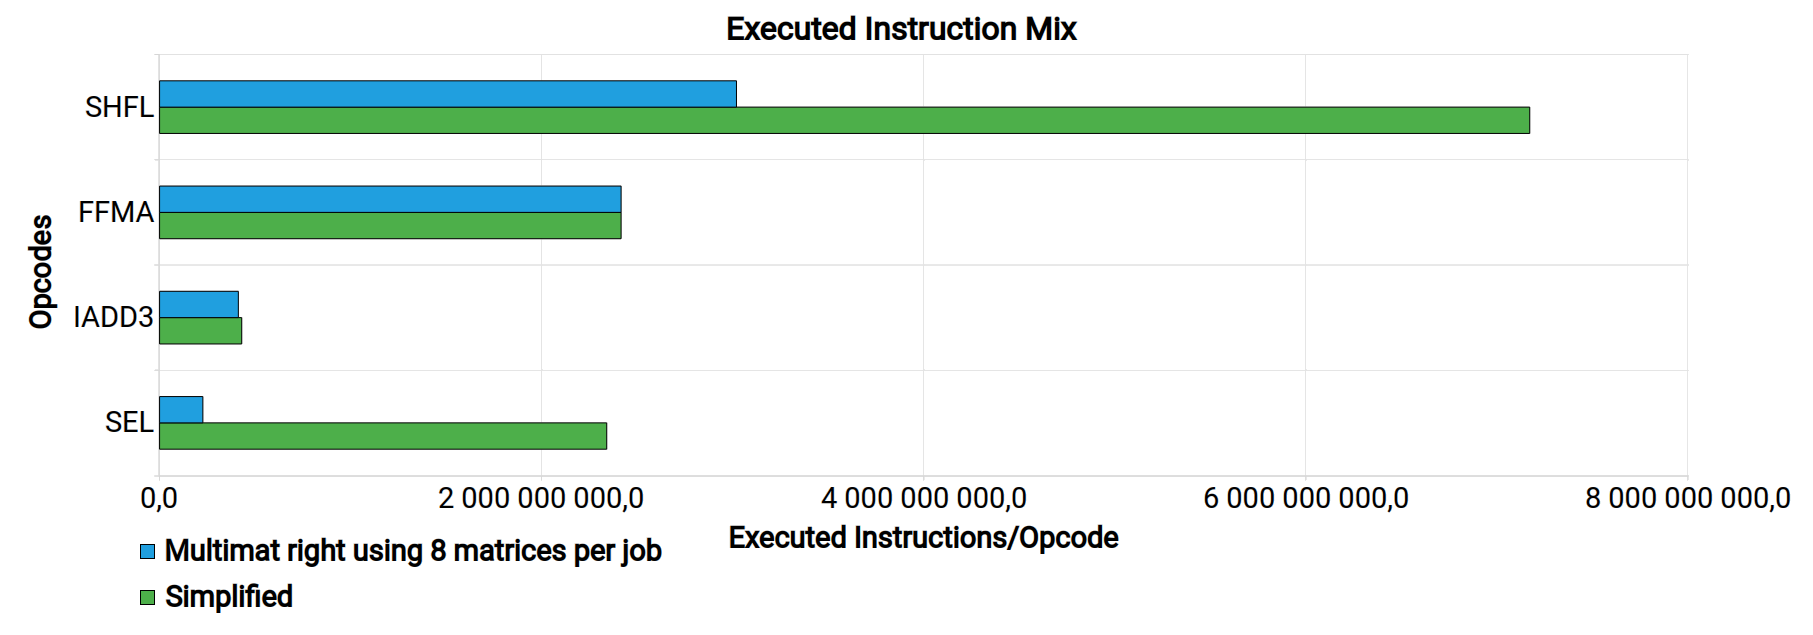 Executed Instruction Mix
SHFL
FFMA
IADD3
SEL
Opcodes
0,0
2 000 000 000,0
4 000 000 000,0
6 000 000 000,0
8 000 000 000,0
Executed Instructions/Opcode
Multimat right using 8 matrices per job
Simplified